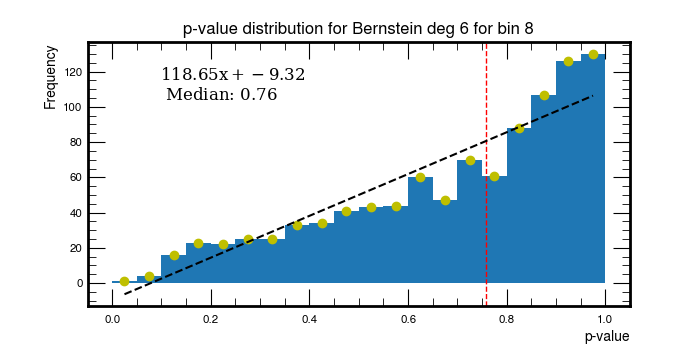 p-value distribution for Bernstein deg 6 for bin 8
Frequency
118.65x + −9.32
Median: 0.76
120
100
80
60
40
20
0
0.0 0.2 0.4 0.6 0.8 1.0
p-value